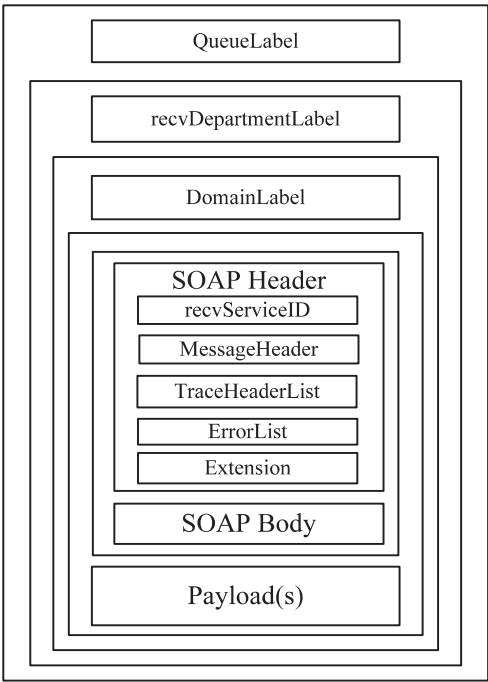 QueueLabel
recvDepartmentLabel
DomainLabel
SOAP Header
recvServiceID
MessageHeader
TraceHeaderList
ErrorList
Extension
SOAP Body
Payload(s)